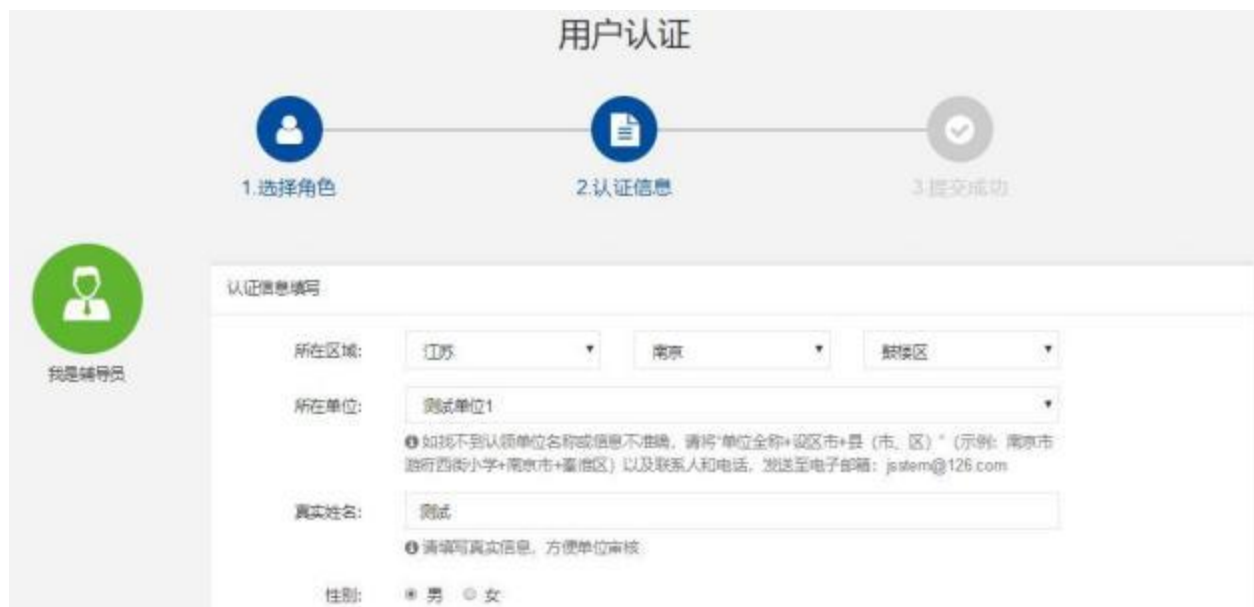 用户认证
1.选择角色
2.认证信息
3.提交成功
我是辅导员
认证信息填写
所在区域: 江苏 南京 鼓楼区
所在单位: 测试单位1
如找不到认领单位名称或信息不准确，请将“单位全称+设区市+县（市、区）”（示例：南京市
游府西街小学+南京市+秦淮区）以及联系人和电话，发送至电子邮箱：jsstem@126.com
真实姓名: 测试
请填写真实信息，方便单位审核
性别: 男 女